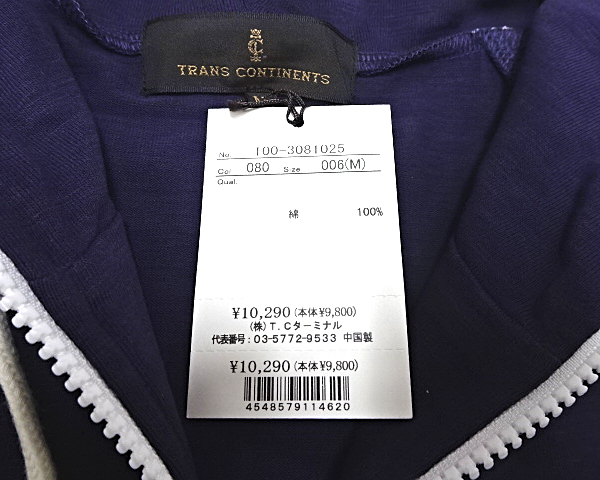 TRANS CONTINENTS
No. 100-3081025
Col 080 Size 006(M)
Qual.
綿 100%
¥10,290(本体¥9,800)
(株)T.Cターミナル
代表番号:03-5772-9533 中国製
¥10,290(本体¥9,800)
4548579114620